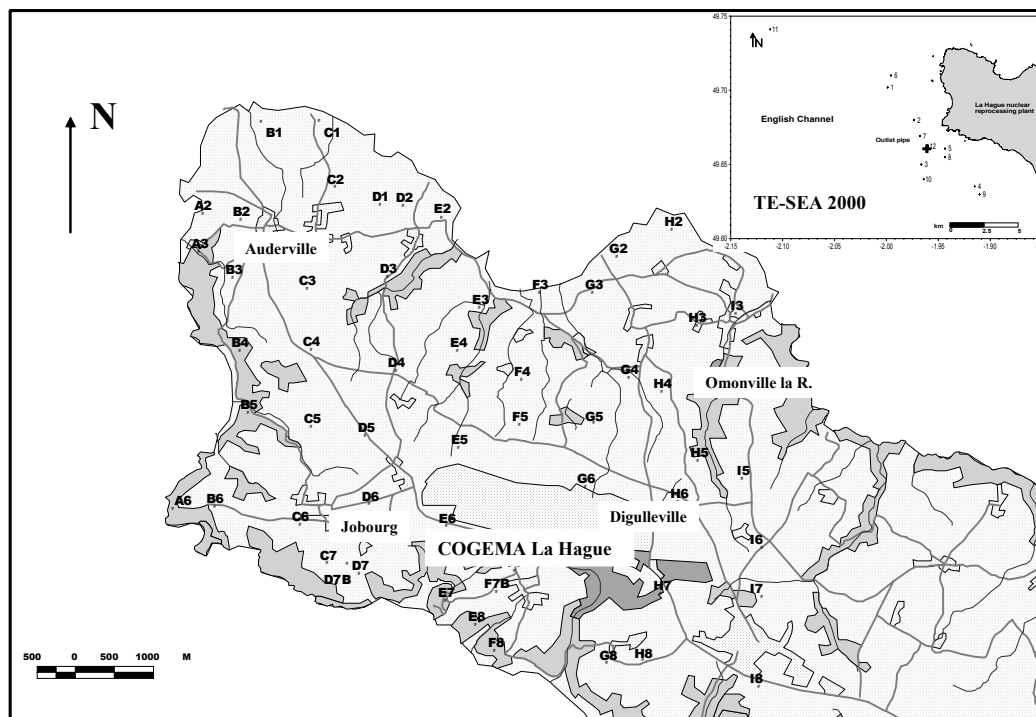 N
B1 C1
C2
A2 B2 D1 D2 E2
H2
A3 Auderville G2
B3 C3 D3 F3 G3
E3 H3 I3
B4 C4 E4
D4 F4 G4 H4 Omonville la R.
B5 C5 D5 F5 G5
E5 H5 I5
A6 B6 D6 G6 H6
C6 Jobourg E6 Digulleville I6
COGEMA La Hague
C7 D7
D7B E7 F7B H7 I7
E8
F8 G8 H8
I8
500 0 500 1000 M
49.75
11
N
6
49.70
1
La Hague nuclear
reprocessing plant
English Channel
2
7
Outlet pipe
12 5
8
49.65
3
10
4
9
TE-SEA 2000
km 0 2.5 5
49.60
-2.15 -2.10 -2.05 -2.00 -1.95 -1.90